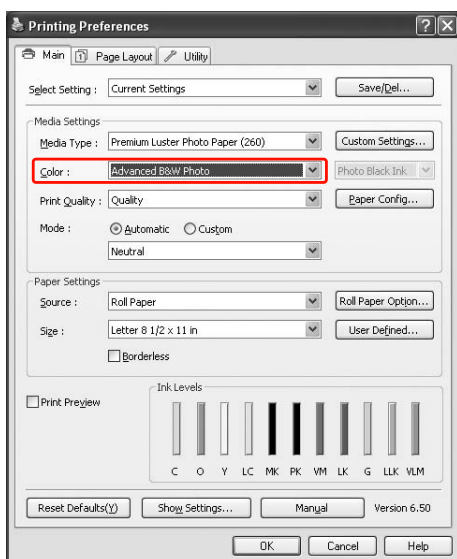 Printing Preferences
Main Page Layout Utility
Select Setting : Current Settings Save/Del...
Media Settings
Media Type : Premium Luster Photo Paper (260) Custom Settings...
Color : Advanced B&W Photo Photo Black Ink
Print Quality : Quality Paper Config...
Mode : Automatic Custom
Neutral
Paper Settings
Source : Roll Paper Roll Paper Option...
Size : Letter 8 1/2 x 11 in User Defined...
Borderless
Print Preview
Ink Levels
C O Y LC MK PK VM LK G LLK VLM
Reset Defaults(Y) Show Settings... Manual Version 6.50
OK Cancel Help